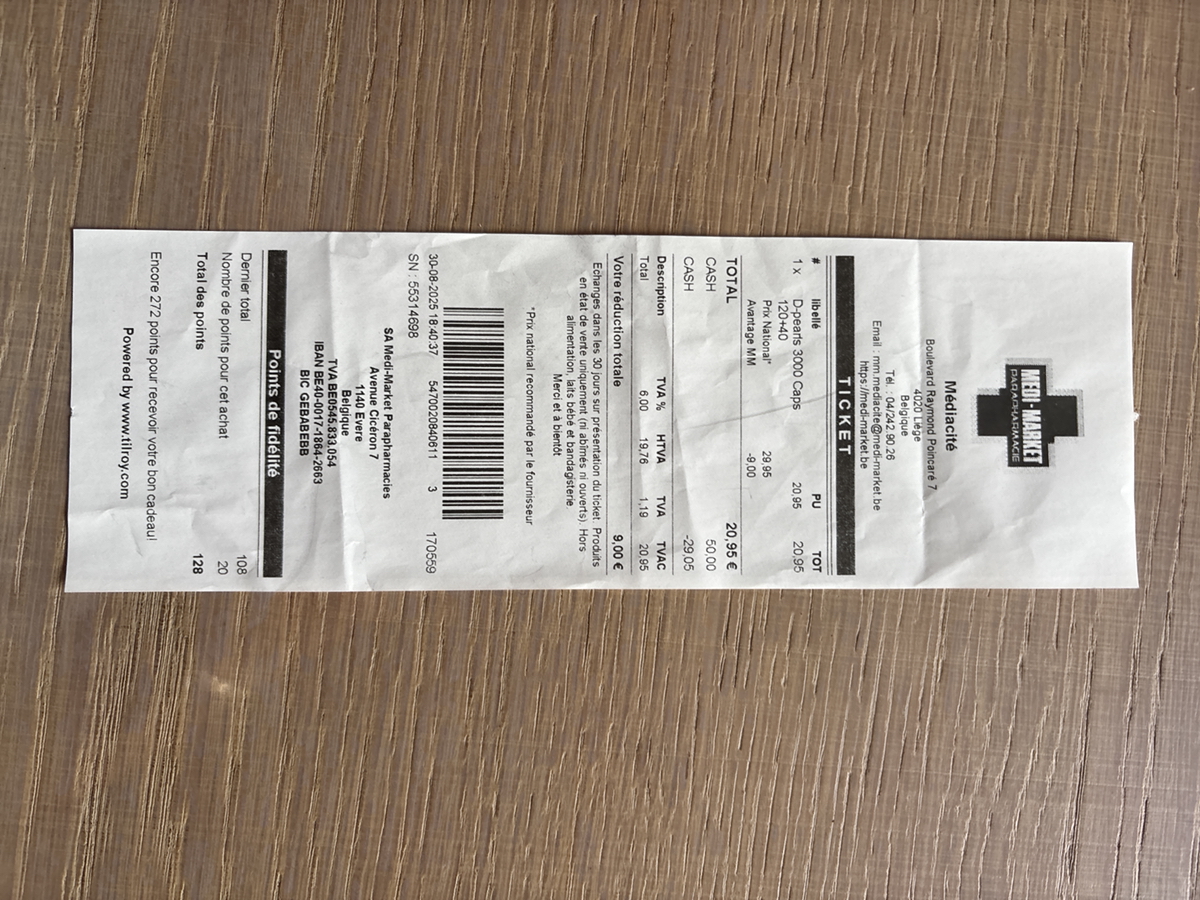 MEDI-MARKET
PARAPHARMACIE
Médiacité
Boulevard Raymond Poincaré 7
4020 Liège
Belgique
Tél. : 04/242.90.26
Email : mm.mediacite@medi-market.be
https://medi-market.be
TICKET
# libellé PU TOT
1 x D-pearls 3000 Caps 20,95 20,95
120+40
Prix National* 29,95
Avantage MM -9,00
TOTAL 20,95 €
CASH 50,00
CASH -29,05
Description TVA % HTVA TVA TVAC
Total 6,00 19,76 1,19 20,95
Votre réduction totale 9,00 €
Echanges dans les 30 jours sur présentation du ticket. Produits
en état de vente uniquement (ni abîmés ni ouverts). Hors
alimentation, laits bébé et bandagisterie.
Merci et à bientôt
*Prix national recommandé par le fournisseur
30-08-2025 18:40:37 5470020840611 3 170559
SN : 55314698
SA Medi-Market Parapharmacies
Avenue Cicéron 7
1140 Evere
Belgique
TVA BE0545.833.054
IBAN BE40-0017-1884-2663
BIC GEBABEBB
Points de fidélité
Dernier total 108
Nombre de points pour cet achat 20
Total des points 128
Encore 272 points pour recevoir votre bon cadeau!
Powered by www.tilroy.com